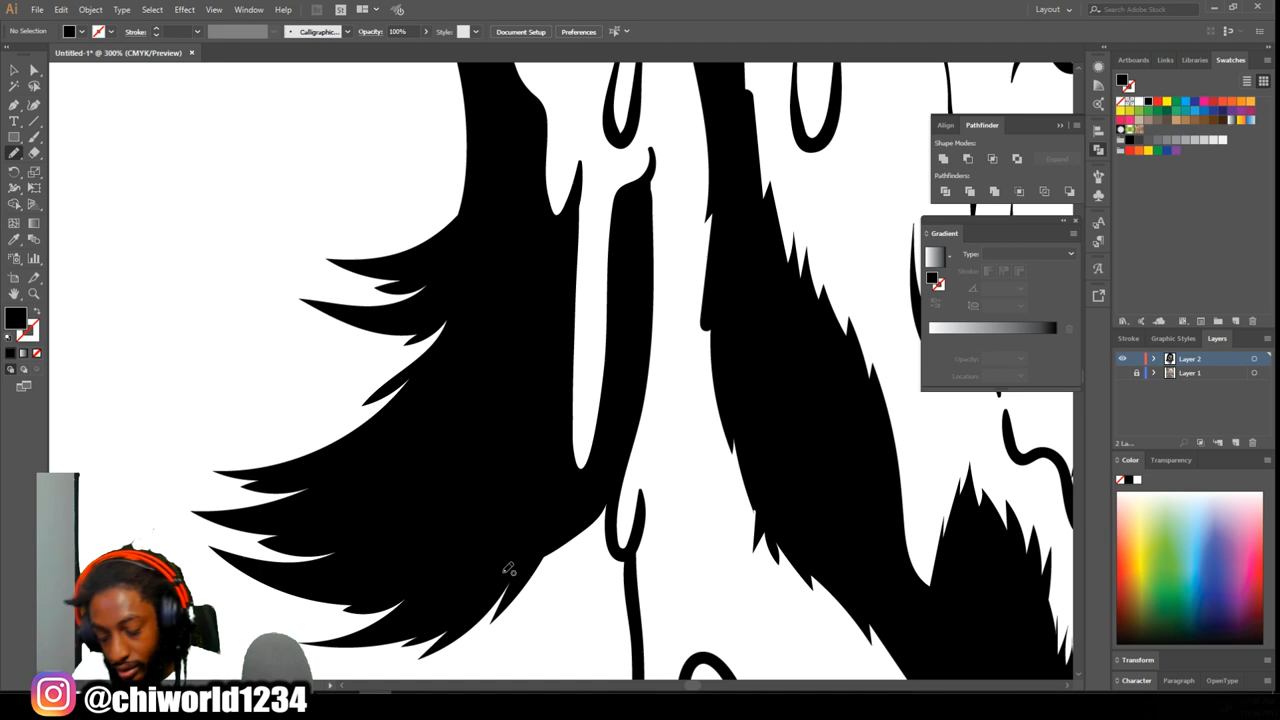 Ai File Edit Object Type Select Effect View Window Help Br St Layout Search Adobe Stock
No Selection Stroke: Calligraphic... Opacity: 100% Style: Document Setup Preferences
Untitled-1* @ 300% (CMYK/Preview)
Artboards Links Libraries Swatches
Align Pathfinder
Shape Modes:
Expand
Pathfinders:
Gradient
Type:
Stroke:
Opacity:
Location:
Stroke Graphic Styles Layers
Layer 2
Layer 1
2 La...
Color Transparency
Transform
Character Paragraph OpenType
@chiworld1234